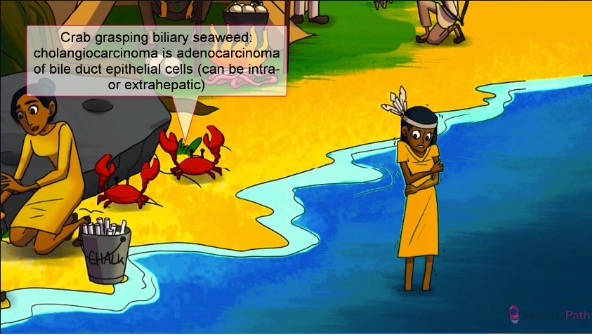 Crab grasping biliary seaweed:
cholangiocarcinoma is adenocarcinoma
of bile duct epithelial cells (can be intra-
or extrahepatic)
CHALK
Path